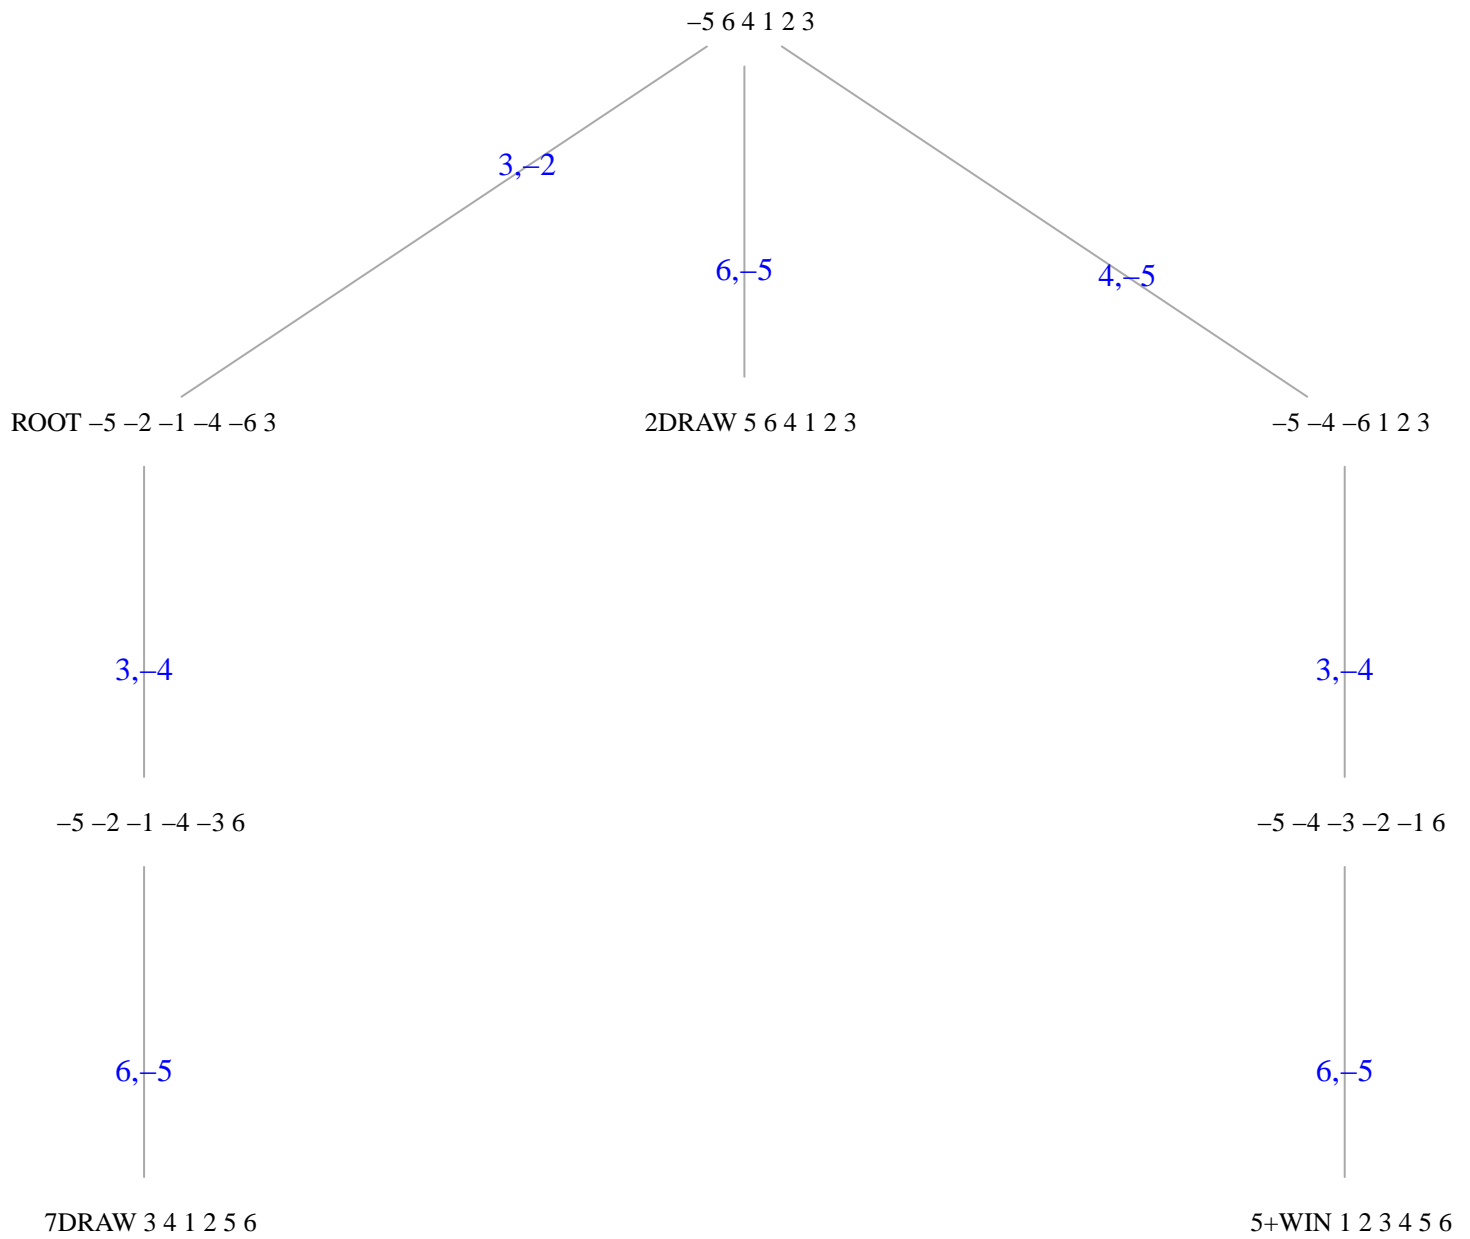 –5 6 4 1 2 3
3,–2
6,–5
4,–5
ROOT –5 –2 –1 –4 –6 3
2DRAW 5 6 4 1 2 3
–5 –4 –6 1 2 3
3,–4
3,–4
–5 –2 –1 –4 –3 6
–5 –4 –3 –2 –1 6
6,–5
6,–5
7DRAW 3 4 1 2 5 6
5+WIN 1 2 3 4 5 6